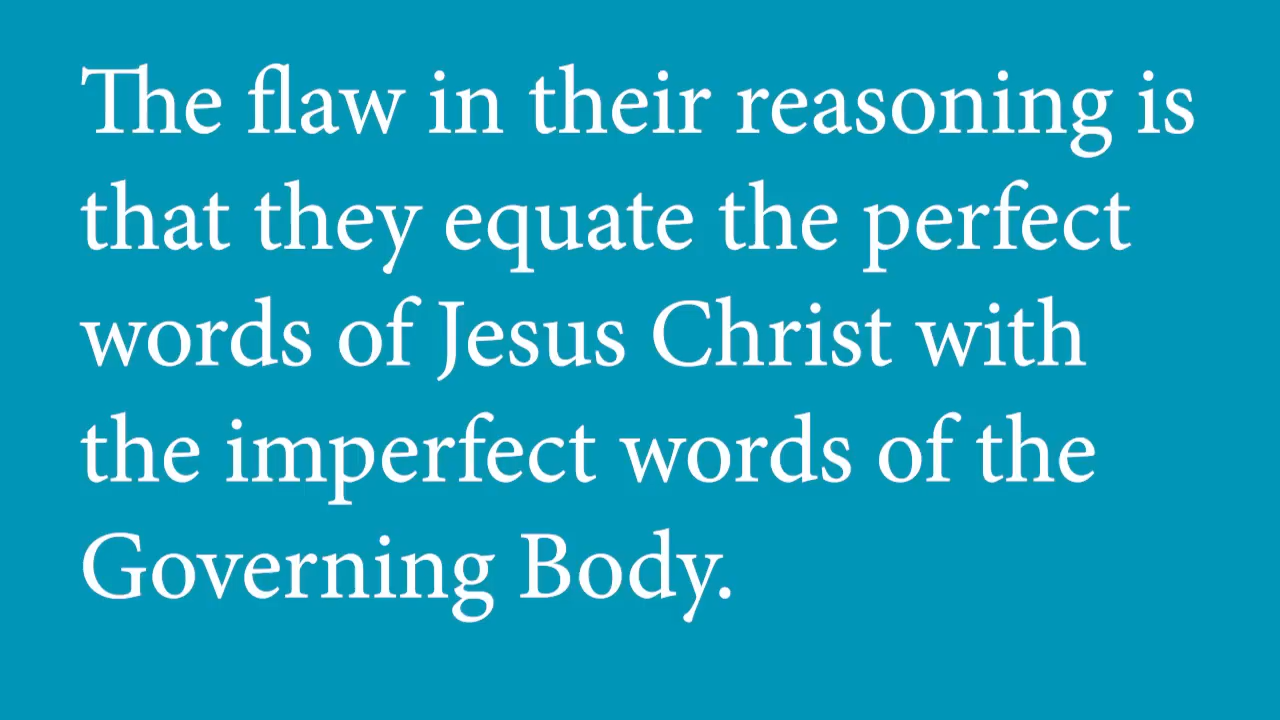 The flaw in their reasoning is
that they equate the perfect
words of Jesus Christ with
the imperfect words of the
Governing Body.